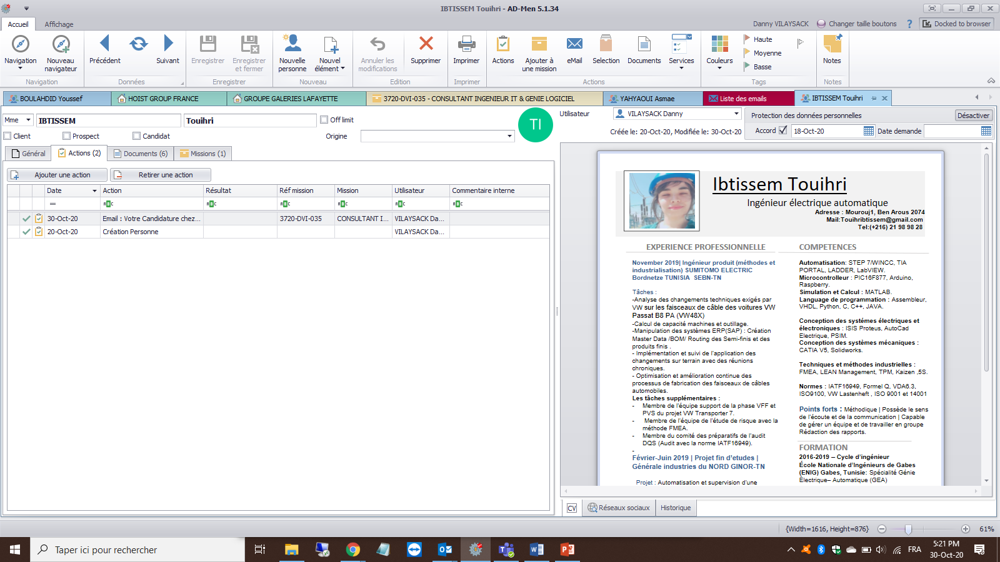 IBTISSEM Touihri - AD-Men 5.1.34
Accueil
Affichage
Danny VILAYSACK
Changer taille boutons
?
Docked to browser
Navigation
Nouveau navigateur
Précédent
Suivant
Enregistrer
Enregistrer et fermer
Nouvelle personne
Nouvel élément
Annuler les modifications
Supprimer
Imprimer
Actions
Ajouter à une mission
eMail
Selection
Documents
Services
Couleurs
Haute
Moyenne
Basse
Notes
Navigation
Données
Enregistrer
Nouveau
Edition
Imprimer
Actions
Tags
Notes
BOULAHDID Youssef
HOIST GROUP FRANCE
GROUPE GALERIES LAFAYETTE
3720-DVI-035 - CONSULTANT INGENIEUR IT & GENIE LOGICIEL
YAHYAOUI Asmae
Liste des emails
IBTISSEM Touihri
Mme
IBTISSEM
Touihri
Off limit
TI
Client
Prospect
Candidat
Origine
Utilisateur
VILAYSACK Danny
Créée le: 20-Oct-20, Modifiée le: 30-Oct-20
Protection des données personnelles
Désactiver
Accord
18-Oct-20
Date demande
Général
Actions (2)
Documents (6)
Missions (1)
Ajouter une action
Retirer une action
Date
Action
Résultat
Réf mission
Mission
Utilisateur
Commentaire interne
=
ABC
ABC
ABC
ABC
ABC
ABC
30-Oct-20
Email : Votre Candidature chez...
3720-DVI-035
CONSULTANT I...
VILAYSACK Da...
20-Oct-20
Création Personne
VILAYSACK Da...
Ibtissem Touihri
Ingénieur électrique automatique
Adresse : Mourouj1, Ben Arous 2074
Mail:Touihribtissem@gmail.com
Tel:(+216) 21 98 98 28
EXPERIENCE PROFESSIONNELLE
November 2019| Ingénieur produit (méthodes et
industrialisation) SUMITOMO ELECTRIC
Bordnetze TUNISIA SEBN-TN
Tâches :
-Analyse des changements techniques exigés par
VW sur les faisceaux de câble des voitures VW
Passat B8 PA (VW48X)
-Calcul de capacité machines et outillage.
-Manipulation des systèmes ERP(SAP) : Création
Master Data /BOM/ Routing des Semi-finis et des
produits finis .
- Implémentation et suivi de l'application des
changements sur terrain avec des réunions
chroniques.
- Optimisation et amélioration continue des
processus de fabrication des faisceaux de câbles
automobiles.
Les tâches supplémentaires :
- Membre de l'équipe support de la phase VFF et
PVS du projet VW Transporter 7.
- Membre de l'équipe de l'étude de risque avec la
méthode FMEA.
- Membre du comité des préparatifs de l'audit
DQS (Audit avec la norme IATF16949).
-
Février-Juin 2019 | Projet fin d'etudes |
Générale industries du NORD GINOR-TN
Projet : Automatisation et supervision d'une
COMPETENCES
Automatisation: STEP 7/WINCC, TIA
PORTAL, LADDER, LabVIEW.
Microcontrolleur : PIC16F877, Arduino,
Raspberry.
Simulation et Calcul : MATLAB.
Language de programmation : Assembleur,
VHDL, Python, C, C++, JAVA.
Conception des systémes électriques et
électroniques : ISIS Proteus, AutoCad
Electrique, PSIM.
Conception des systèmes mécaniques :
CATIA V5, Solidworks.
Techniques et méthodes industrielles :
FMEA, LEAN Management, TPM, Kaizen ,5S.
Normes : IATF16949, Formel Q, VDA6.3,
ISO9100, VW Lastenheft , ISO 9001 et 14001
Points forts : Méthodique | Possède le sens
de l'écoute et de la communication | Capable
de gérer un équipe et de travailler en groupe
Rédaction des rapports.
FORMATION
2016-2019 – Cycle d'ingénieur
École Nationale d'Ingénieurs de Gabes
(ENIG) Gabes, Tunisie: Spécialité Génie
Électrique– Automatique (GEA)
CV
Réseaux sociaux
Historique
{Width=1616, Height=876}
61%
Taper ici pour rechercher
FRA
5:21 PM
30-Oct-20